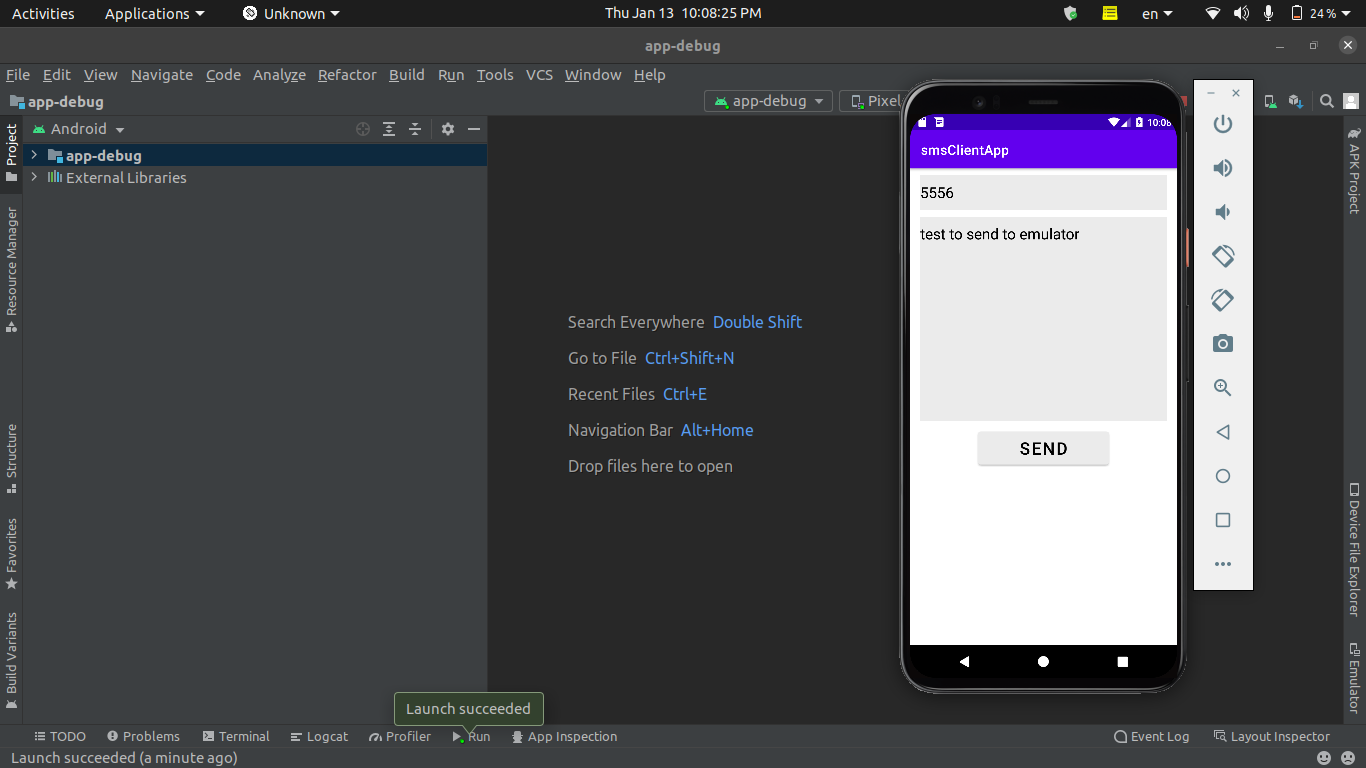 Activities Applications Unknown Thu Jan 13 10:08:25 PM en 24%
app-debug
File Edit View Navigate Code Analyze Refactor Build Run Tools VCS Window Help
app-debug app-debug Pixel
Android
app-debug
External Libraries
Project
Resource Manager
Structure
Favorites
Build Variants
Search Everywhere Double Shift
Go to File Ctrl+Shift+N
Recent Files Ctrl+E
Navigation Bar Alt+Home
Drop files here to open
10:08
smsClientApp
5556
test to send to emulator
SEND
APK Project
Device File Explorer
Emulator
Launch succeeded
TODO Problems Terminal Logcat Profiler Run App Inspection Event Log Layout Inspector
Launch succeeded (a minute ago)